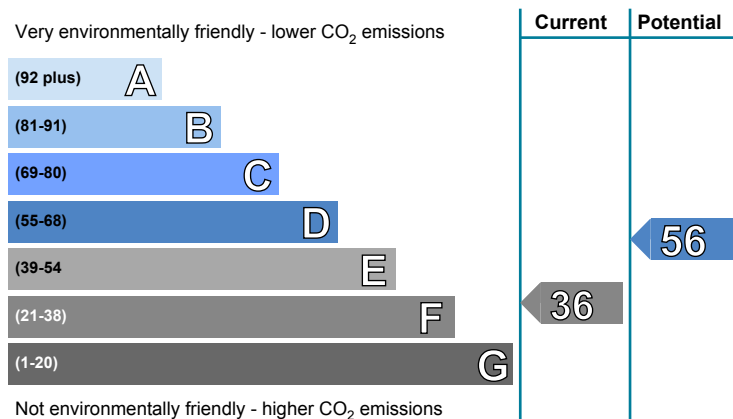 Current Potential
Very environmentally friendly - lower CO2 emissions
(92 plus) A
(81-91) B
(69-80) C
(55-68) D
56
(39-54 E
(21-38) F
36
(1-20) G
Not environmentally friendly - higher CO2 emissions